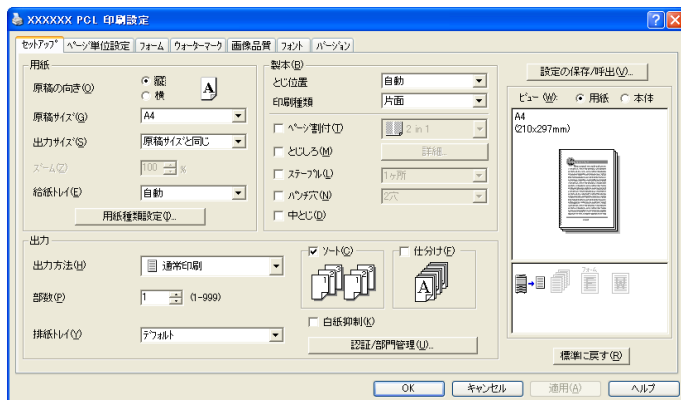 XXXXXX PCL 印刷設定
セットアップ ページ単位設定 フォーム ウォーターマーク 画像品質 フォント バージョン
用紙
原稿の向き(O) 縦
横
原稿サイズ(G) A4
出力サイズ(S) 原稿サイズと同じ
ズーム(Z) 100 %
給紙トレイ(E) 自動
用紙種類設定(I)...
製本(B)
とじ位置 自動
印刷種類 片面
ページ割付(T) 2 in 1
とじしろ(M) 詳細...
ステープル(L) 1ヶ所
パンチ穴(N) 2穴
中とじ(D)
設定の保存/呼出(V)...
ビュー (W): 用紙 本体
A4
(210x297mm)
出力
出力方法(H) 通常印刷
部数(P) 1 (1-999)
排紙トレイ(Y) デフォルト
ソート(C) 仕分け(F)
白紙抑制(K)
認証/部門管理(U)...
フォーム
標準に戻す(R)
OK キャンセル 適用(A) ヘルプ